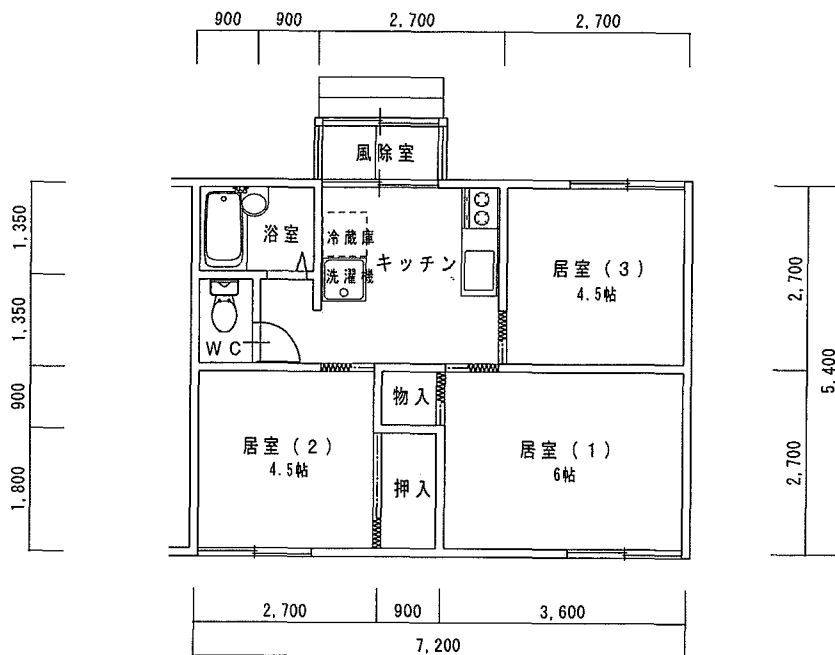 900
900
2,700
2,700
風除室
1,350
1,350
900
1,800
浴室
冷蔵庫
洗濯機
キッチン
居室(3)
4.5帖
WC
物入
居室(2)
4.5帖
押入
居室(1)
6帖
2,700
2,700
5,400
2,700
900
3,600
7,200